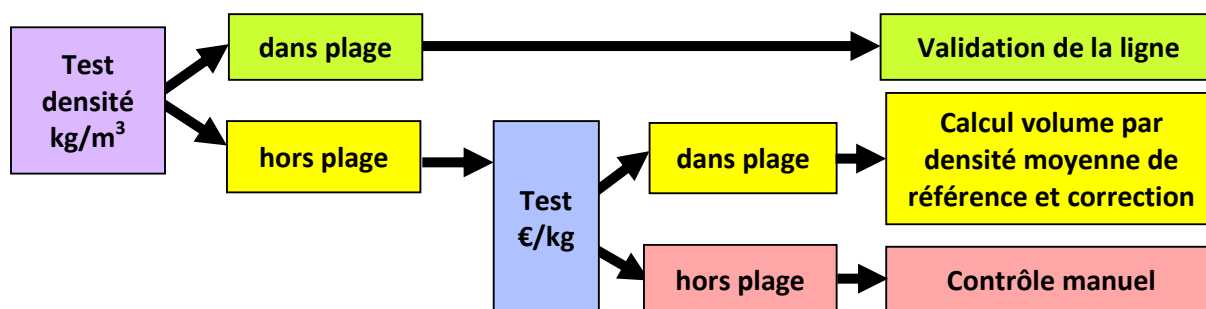 Test
densité
kg/m³
dans plage
Validation de la ligne
hors plage
Test
€/kg
dans plage
Calcul volume par
densité moyenne de
référence et correction
hors plage
Contrôle manuel